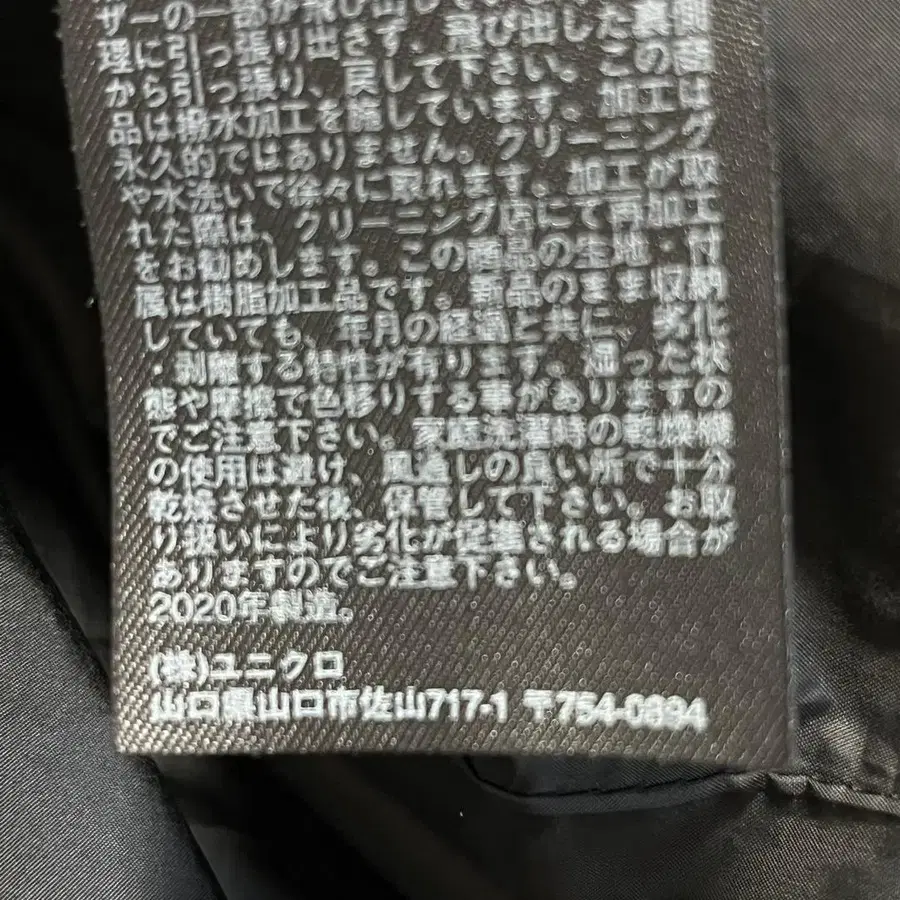 ザーの一部が飛び出す
理に引っ張り出さず、飛び出した裏
から引っ張り、戻して下さい。この商
品は撥水加工を施しています。加工は
永久的ではありません。クリーニング
や水洗いで徐々に取れます。加工が取
れた際は、クリーニング店にて再加工
をお勧めします。この商品の生地・付
属は樹脂加工品です。新品のまま収納
していても、年月の経過と共に、劣化
・剥離する特性が有ります。湿った状
態や摩擦で色移りする事がありますの
でご注意下さい。家庭洗濯時の乾燥機
の使用は避け、風通しの良い所で十分
乾燥させた後、保管して下さい。お取
り扱いにより劣化が促進される場合が
ありますのでご注意下さい。
2020年製造。
(株)ユニクロ
山口県山口市佐山717-1 〒754-0894